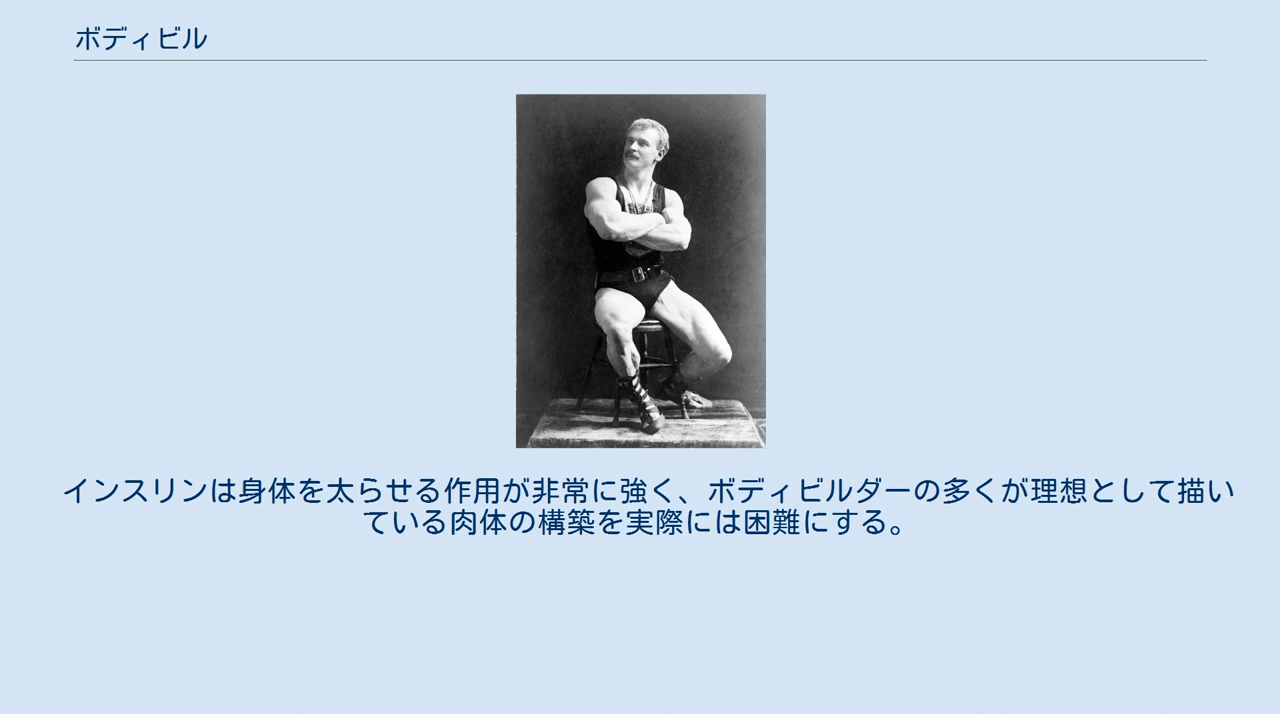 ボディビル
インスリンは身体を太らせる作用が非常に強く、ボディビルダーの多くが理想として描い
ている肉体の構築を実際には困難にする。